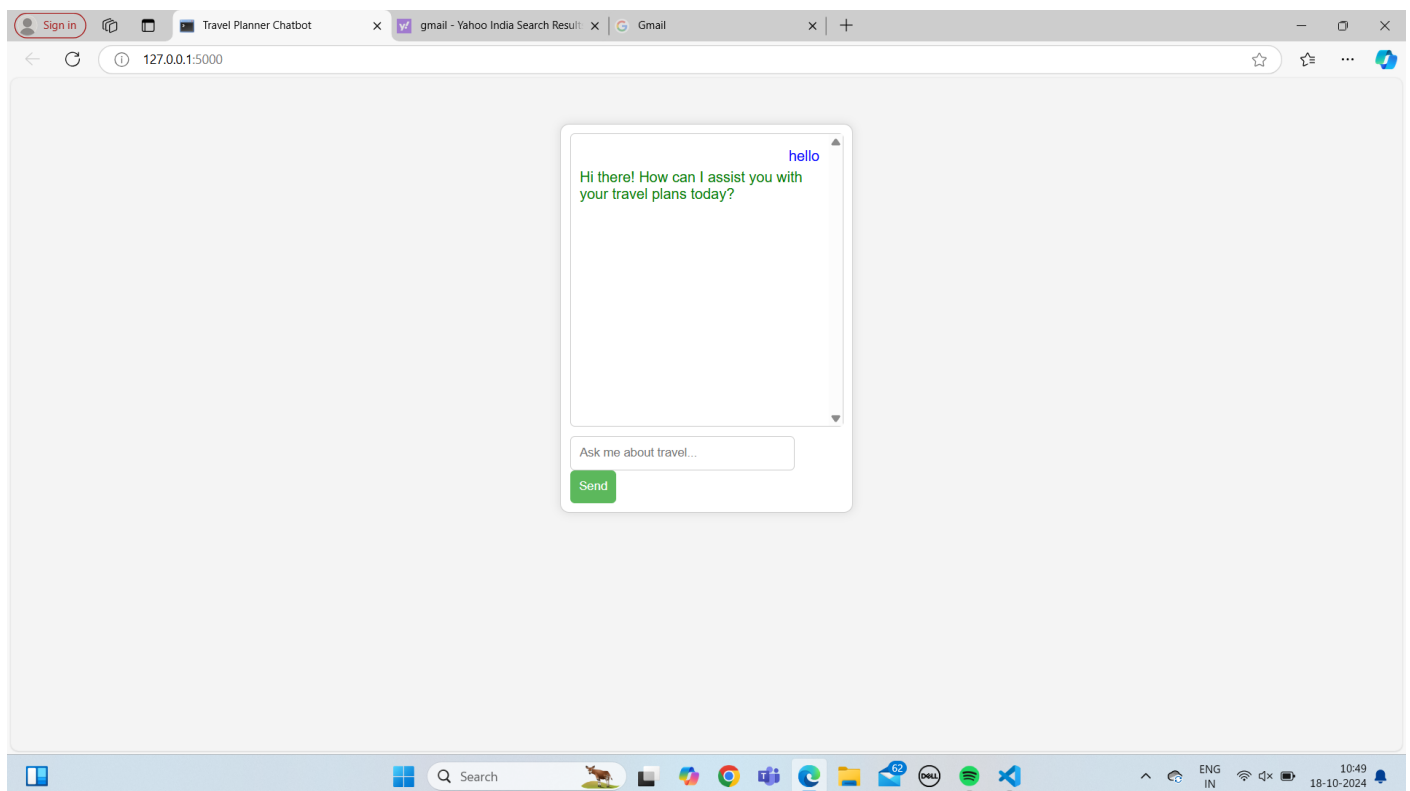 Sign in
Travel Planner Chatbot
gmail - Yahoo India Search Result
Gmail
127.0.0.1:5000
hello
Hi there! How can I assist you with
your travel plans today?
Ask me about travel...
Send
Search
62
DELL
ENG
IN
10:49
18-10-2024